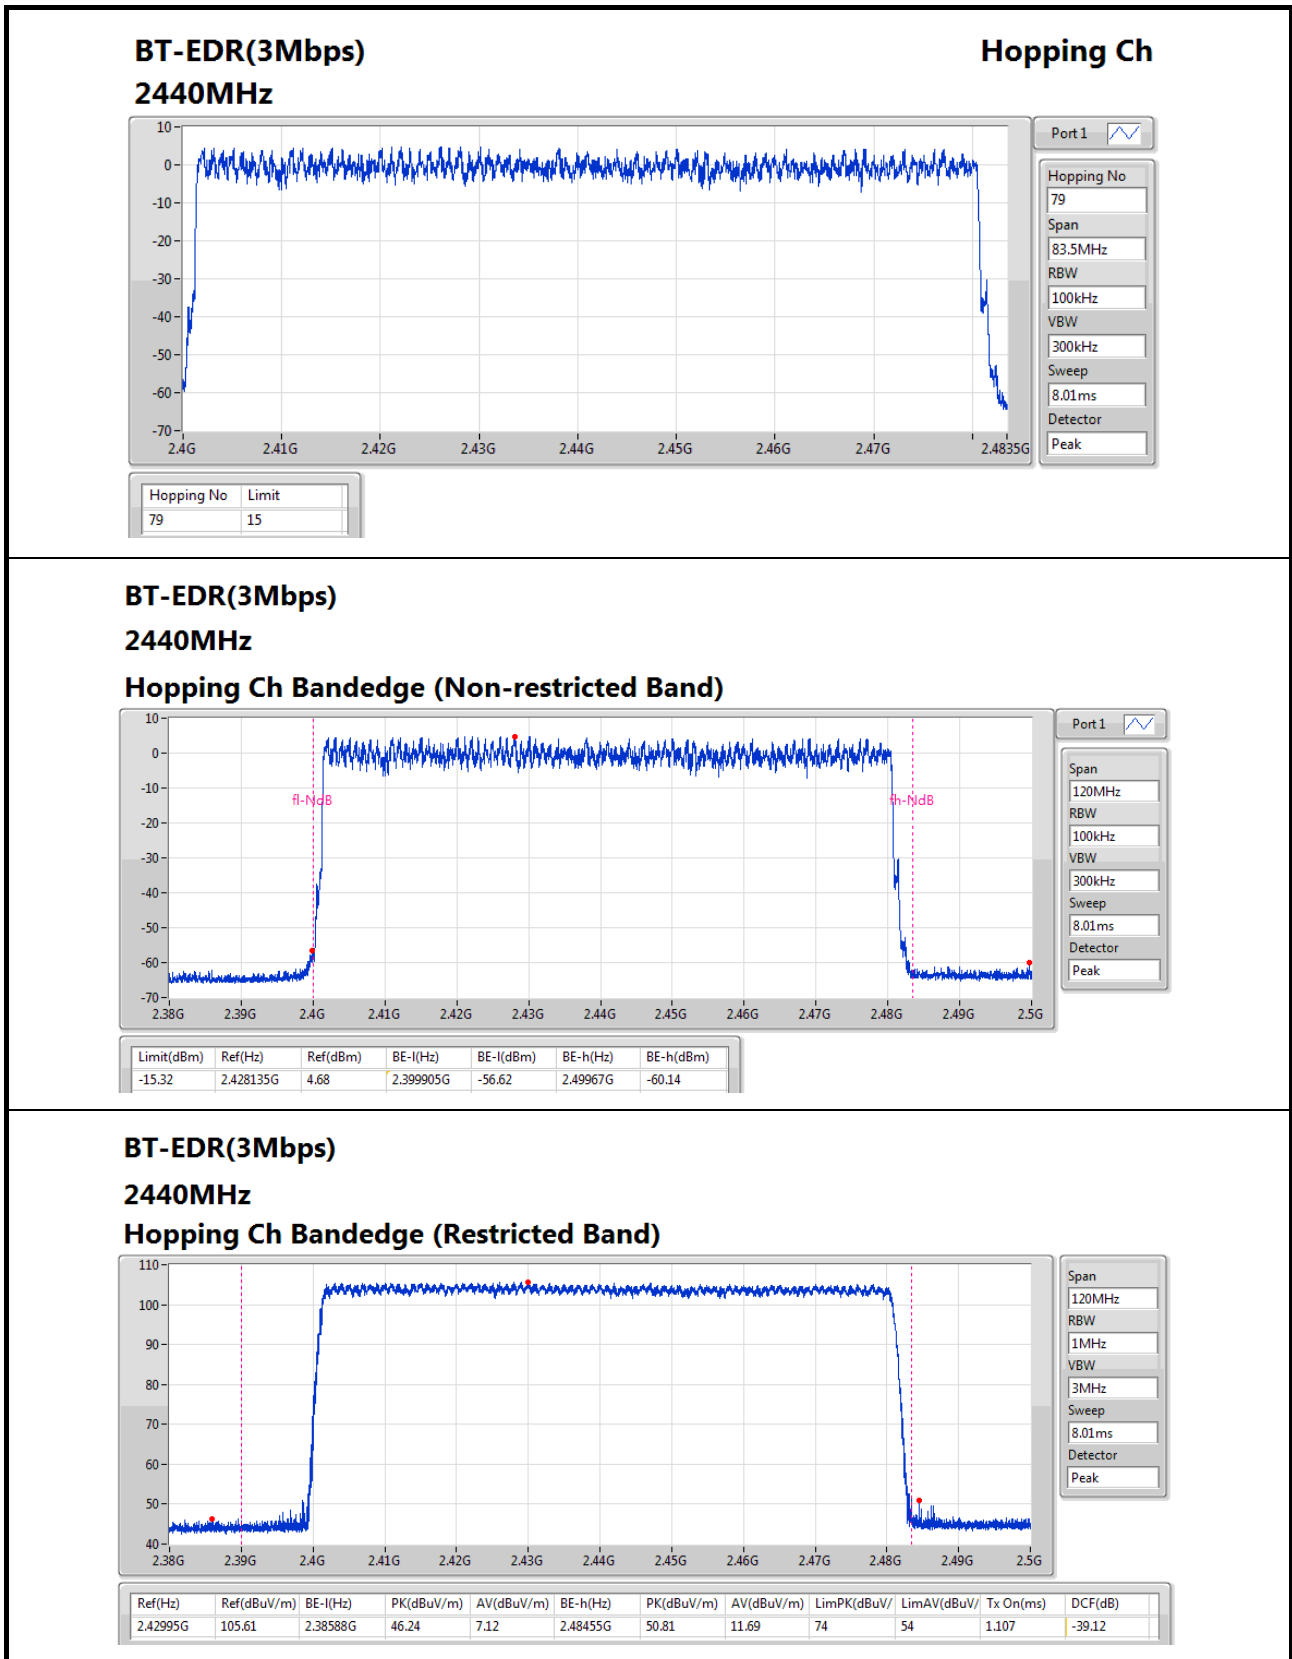 BT-EDR(3Mbps) Hopping Ch
2440MHz
10
0
-10
-20
-30
-40
-50
-60
-70
2.4G 2.41G 2.42G 2.43G 2.44G 2.45G 2.46G 2.47G 2.4835G
Port 1
Hopping No
79
Span
83.5MHz
RBW
100kHz
VBW
300kHz
Sweep
8.01ms
Detector
Peak
Hopping No Limit
79 15
BT-EDR(3Mbps)
2440MHz
Hopping Ch Bandedge (Non-restricted Band)
10
0
-10
-20
-30
-40
-50
-60
-70
fl-NdB fh-NdB
2.38G 2.39G 2.4G 2.41G 2.42G 2.43G 2.44G 2.45G 2.46G 2.47G 2.48G 2.49G 2.5G
Port 1
Span
120MHz
RBW
100kHz
VBW
300kHz
Sweep
8.01ms
Detector
Peak
Limit(dBm) Ref(Hz) Ref(dBm) BE-l(Hz) BE-l(dBm) BE-h(Hz) BE-h(dBm)
-15.32 2.428135G 4.68 2.399905G -56.62 2.49967G -60.14
BT-EDR(3Mbps)
2440MHz
Hopping Ch Bandedge (Restricted Band)
110
100
90
80
70
60
50
40
2.38G 2.39G 2.4G 2.41G 2.42G 2.43G 2.44G 2.45G 2.46G 2.47G 2.48G 2.49G 2.5G
Span
120MHz
RBW
1MHz
VBW
3MHz
Sweep
8.01ms
Detector
Peak
Ref(Hz) Ref(dBuV/m) BE-l(Hz) PK(dBuV/m) AV(dBuV/m) BE-h(Hz) PK(dBuV/m) AV(dBuV/m) LimPK(dBuV/ LimAV(dBuV/ Tx On(ms) DCF(dB)
2.42995G 105.61 2.38588G 46.24 7.12 2.48455G 50.81 11.69 74 54 1.107 -39.12